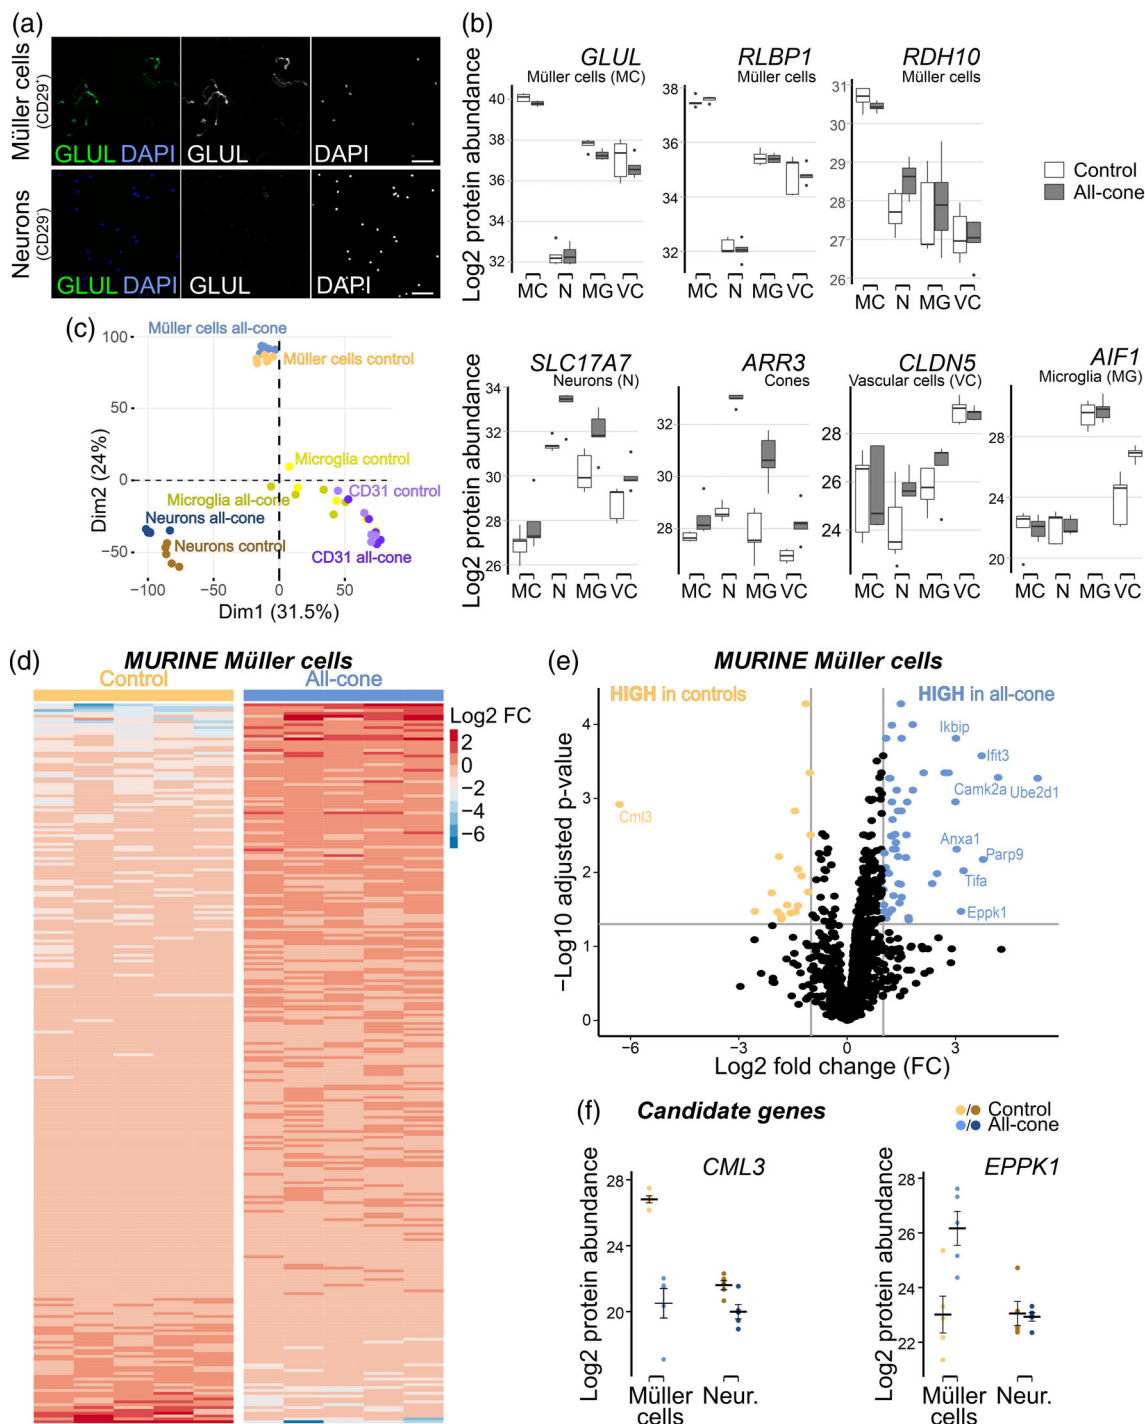 (a)
Müller cells
(CD29+)
GLUL DAPI
GLUL
DAPI
Neurons
(CD29-)
GLUL DAPI
GLUL
DAPI
(b)
Log2 protein abundance
GLUL
Müller cells (MC)
40
38
36
34
32
MC N MG VC
RLBP1
Müller cells
38
35
32
MC N MG VC
RDH10
Müller cells
31
30
29
28
27
26
MC N MG VC
Control
All-cone
Log2 protein abundance
SLC17A7
Neurons (N)
34
32
30
28
26
MC N MG VC
ARR3
Cones
32
30
28
MC N MG VC
CLDN5
Vascular cells (VC)
28
26
24
MC N MG VC
AIF1
Microglia (MG)
28
24
22
20
MC N MG VC
(c)
Müller cells all-cone
Müller cells control
Microglia control
Microglia all-cone
CD31 control
Neurons all-cone
Neurons control
CD31 all-cone
Dim2 (24%)
100
50
0
−50
−100 −50 0 50
Dim1 (31.5%)
(d)
MURINE Müller cells
Control All-cone
Log2 FC
2
0
−2
−4
−6
(e)
MURINE Müller cells
HIGH in controls
HIGH in all-cone
−Log10 adjusted p-value
4
3
2
1
0
Ikbip
Ifit3
Camk2a
Ube2d1
Cml3
Anxa1
Parp9
Tifa
Eppk1
−6 −3 0 3
Log2 fold change (FC)
(f)
Candidate genes
/ Control
/ All-cone
Log2 protein abundance
CML3
28
24
20
Müller cells
Neur.
Log2 protein abundance
EPPK1
28
26
24
22
Müller cells
Neur.